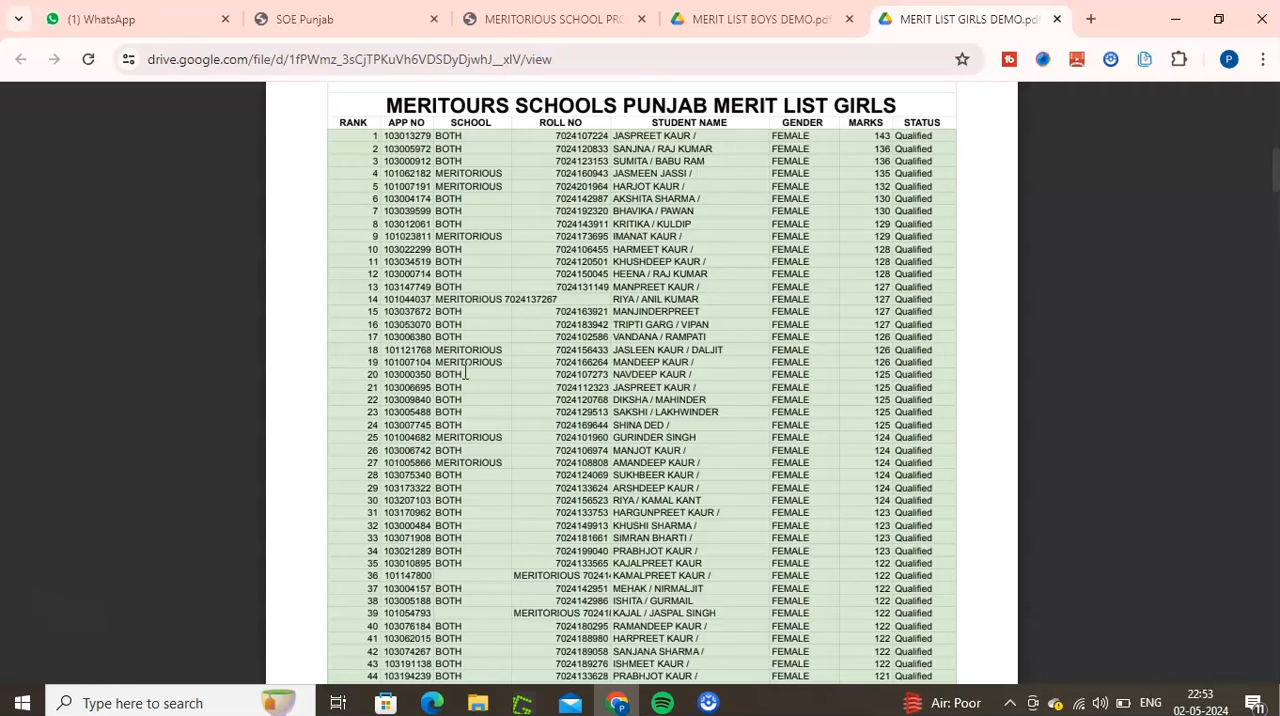 (1) WhatsApp
SOE Punjab
MERITORIOUS SCHOOL PRO
MERIT LIST BOYS DEMO.pdf
MERIT LIST GIRLS DEMO.pdf
drive.google.com/file/d/1fPWmz_3sCjTPKuVh6VDSDyDjwhJ__xIV/view
P
MERITOURS SCHOOLS PUNJAB MERIT LIST GIRLS
RANK APP NO SCHOOL ROLL NO STUDENT NAME GENDER MARKS STATUS
1 103013279 BOTH 7024107224 JASPREET KAUR / FEMALE 143 Qualified
2 103005972 BOTH 7024120833 SANJNA / RAJ KUMAR FEMALE 136 Qualified
3 103000912 BOTH 7024123153 SUMITA / BABU RAM FEMALE 136 Qualified
4 101062182 MERITORIOUS 7024160943 JASMEEN JASSI / FEMALE 135 Qualified
5 101007191 MERITORIOUS 7024201964 HARJOT KAUR / FEMALE 132 Qualified
6 103004174 BOTH 7024142987 AKSHITA SHARMA / FEMALE 130 Qualified
7 103039599 BOTH 7024192320 BHAVIKA / PAWAN FEMALE 130 Qualified
8 103012061 BOTH 7024143911 KRITIKA / KULDIP FEMALE 129 Qualified
9 101023811 MERITORIOUS 7024173695 IMANAT KAUR / FEMALE 129 Qualified
10 103022299 BOTH 7024106455 HARMEET KAUR / FEMALE 128 Qualified
11 103034519 BOTH 7024120501 KHUSHDEEP KAUR / FEMALE 128 Qualified
12 103000714 BOTH 7024150045 HEENA / RAJ KUMAR FEMALE 128 Qualified
13 103147749 BOTH 7024131149 MANPREET KAUR / FEMALE 127 Qualified
14 101044037 MERITORIOUS 7024137267 RIYA / ANIL KUMAR FEMALE 127 Qualified
15 103037672 BOTH 7024163921 MANJINDERPREET FEMALE 127 Qualified
16 103053070 BOTH 7024183942 TRIPTI GARG / VIPAN FEMALE 127 Qualified
17 103006380 BOTH 7024102586 VANDANA / RAMPATI FEMALE 126 Qualified
18 101121768 MERITORIOUS 7024156433 JASLEEN KAUR / DALJIT FEMALE 126 Qualified
19 101007104 MERITORIOUS 7024166264 MANDEEP KAUR / FEMALE 126 Qualified
20 103000350 BOTH 7024107273 NAVDEEP KAUR / FEMALE 125 Qualified
21 103006695 BOTH 7024112323 JASPREET KAUR / FEMALE 125 Qualified
22 103009840 BOTH 7024120768 DIKSHA / MAHINDER FEMALE 125 Qualified
23 103005488 BOTH 7024129513 SAKSHI / LAKHWINDER FEMALE 125 Qualified
24 103007745 BOTH 7024169644 SHINA DED / FEMALE 125 Qualified
25 101004682 MERITORIOUS 7024101960 GURINDER SINGH FEMALE 124 Qualified
26 103006742 BOTH 7024106974 MANJOT KAUR / FEMALE 124 Qualified
27 101005866 MERITORIOUS 7024108808 AMANDEEP KAUR / FEMALE 124 Qualified
28 103075340 BOTH 7024124069 SUKHBEER KAUR / FEMALE 124 Qualified
29 103173322 BOTH 7024133624 ARSHDEEP KAUR / FEMALE 124 Qualified
30 103207103 BOTH 7024156523 RIYA / KAMAL KANT FEMALE 124 Qualified
31 103170962 BOTH 7024133753 HARGUNPREET KAUR / FEMALE 123 Qualified
32 103000484 BOTH 7024149913 KHUSHI SHARMA / FEMALE 123 Qualified
33 103071908 BOTH 7024181661 SIMRAN BHARTI / FEMALE 123 Qualified
34 103021289 BOTH 7024199040 PRABHJOT KAUR / FEMALE 123 Qualified
35 103010895 BOTH 7024133565 KAJALPREET KAUR FEMALE 122 Qualified
36 101147800 MERITORIOUS 70241 KAMALPREET KAUR / FEMALE 122 Qualified
37 103004157 BOTH 7024142951 MEHAK / NIRMALJIT FEMALE 122 Qualified
38 103005188 BOTH 7024142986 ISHITA / GURMAIL FEMALE 122 Qualified
39 101054793 MERITORIOUS 70241 KAJAL / JASPAL SINGH FEMALE 122 Qualified
40 103076184 BOTH 7024180295 RAMANDEEP KAUR / FEMALE 122 Qualified
41 103062015 BOTH 7024188980 HARPREET KAUR / FEMALE 122 Qualified
42 103074267 BOTH 7024189058 SANJANA SHARMA / FEMALE 122 Qualified
43 103191138 BOTH 7024189276 ISHMEET KAUR / FEMALE 122 Qualified
44 103194239 BOTH 7024133628 PRABHJOT KAUR / FEMALE 121 Qualified
Type here to search
Air: Poor
ENG
22:53
02-05-2024
11